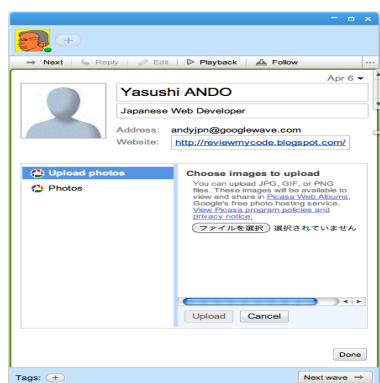 Next Reply Edit Playback Follow ...
Apr 6
Yasushi ANDO
Japanese Web Developer
Address: andyjpn@googlewave.com
Website: http://reviewmycode.blogspot.com/
Upload photos
Photos
Choose images to upload
You can upload JPG, GIF, or PNG
files. These images will be available to
view and share in Picasa Web Albums,
Google's free photo hosting service.
View Picasa program policies and
privacy notice.
ファイルを選択 選択されていません
Upload Cancel
Done
Tags: +
Next wave →